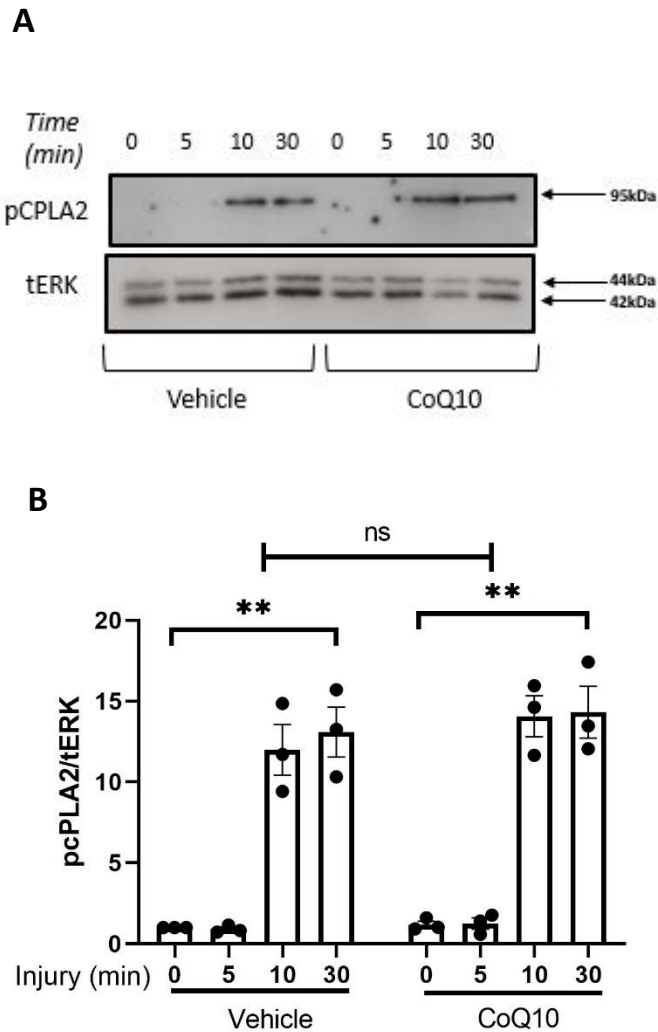 A
Time
(min)
0 5 10 30 0 5 10 30
pCPLA2
95kDa
tERK
44kDa
42kDa
Vehicle CoQ10
B
ns
** **
20
15
10
5
0
pcPLA2/tERK
Injury (min) 0 5 10 30 0 5 10 30
Vehicle CoQ10